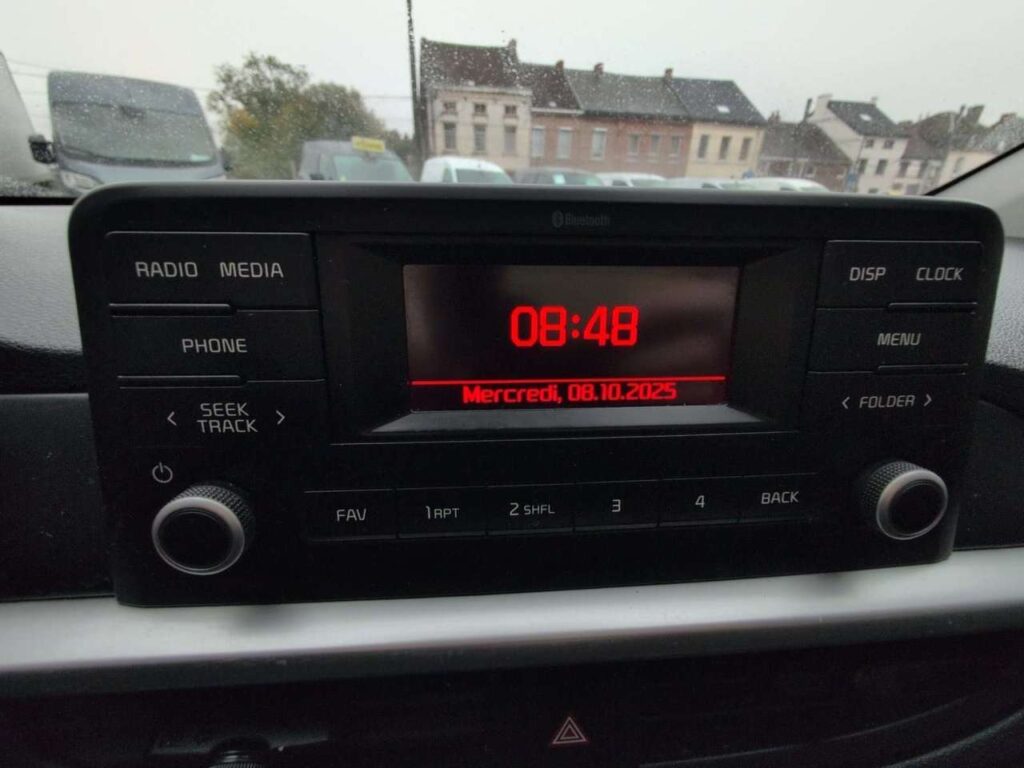 Bluetooth
RADIO MEDIA
DISP CLOCK
08:48
PHONE
MENU
Mercredi, 08.10.2025
< SEEK TRACK >
< FOLDER >
FAV 1 RPT 2 SHFL 3 4 BACK